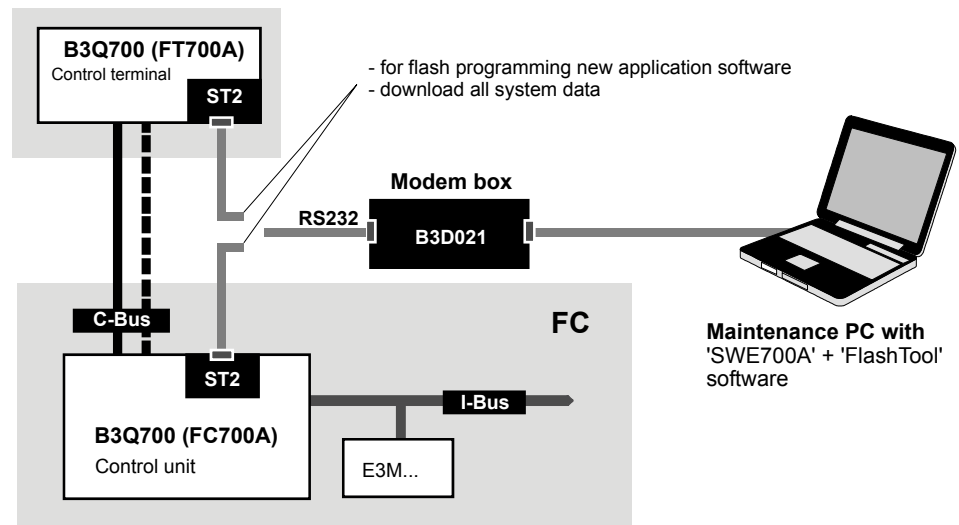 B3Q700 (FT700A)
Control terminal
ST2
- for flash programming new application software
- download all system data
Modem box
RS232
B3D021
C-Bus
FC
Maintenance PC with
'SWE700A' + 'FlashTool'
software
ST2
I-Bus
B3Q700 (FC700A)
Control unit
E3M...